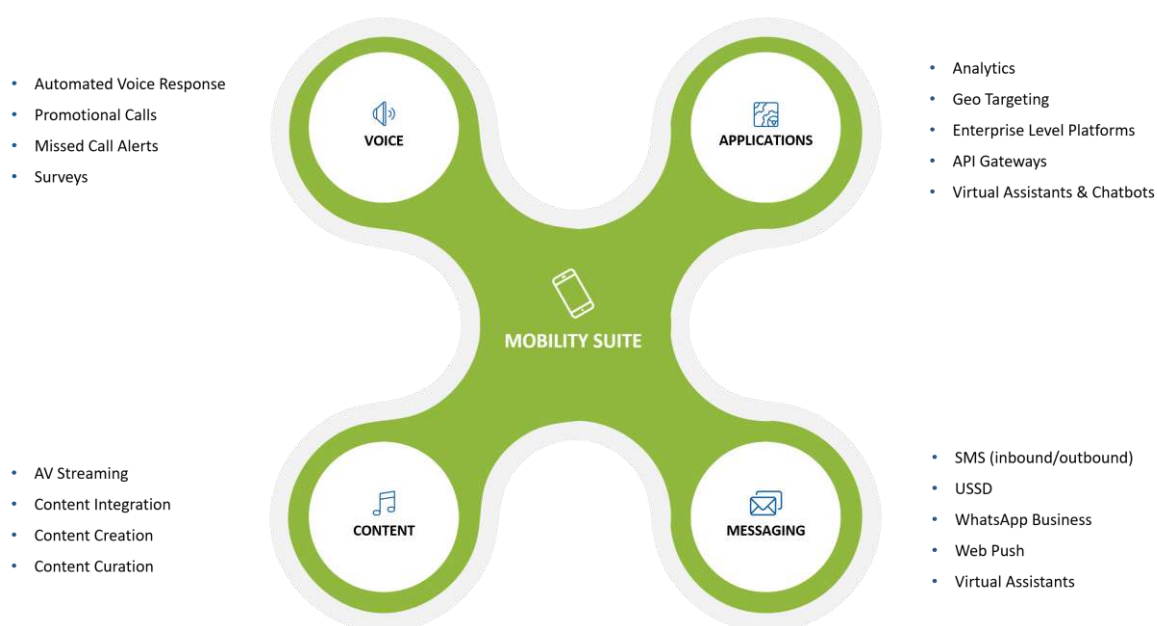 • Automated Voice Response
• Promotional Calls
• Missed Call Alerts
• Surveys
VOICE
APPLICATIONS
• Analytics
• Geo Targeting
• Enterprise Level Platforms
• API Gateways
• Virtual Assistants & Chatbots
MOBILITY SUITE
• AV Streaming
• Content Integration
• Content Creation
• Content Curation
CONTENT
MESSAGING
• SMS (inbound/outbound)
• USSD
• WhatsApp Business
• Web Push
• Virtual Assistants